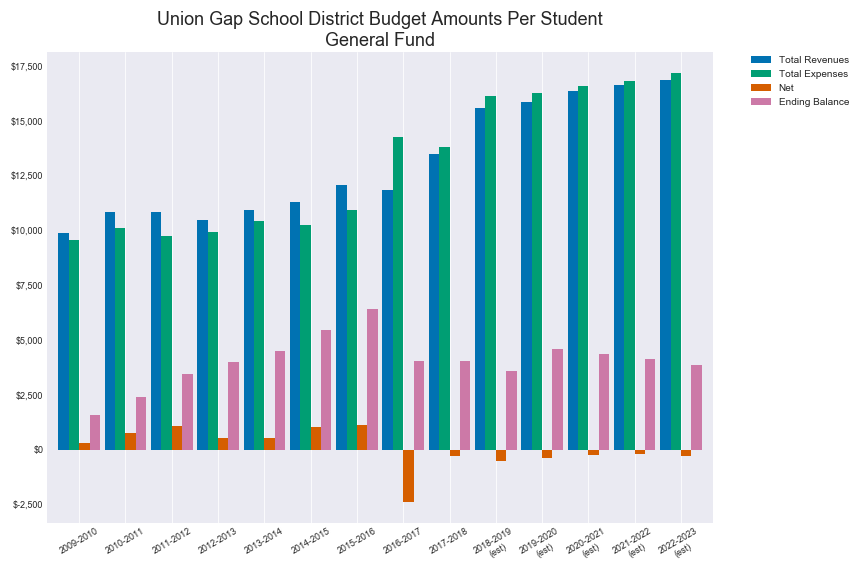 Union Gap School District Budget Amounts Per Student
General Fund
Total Revenues
Total Expenses
Net
Ending Balance
$17,500
$15,000
$12,500
$10,000
$7,500
$5,000
$2,500
$0
$-2,500
2009-2010
2010-2011
2011-2012
2012-2013
2013-2014
2014-2015
2015-2016
2016-2017
2017-2018
2018-2019
(est)
2019-2020
(est)
2020-2021
(est)
2021-2022
(est)
2022-2023
(est)